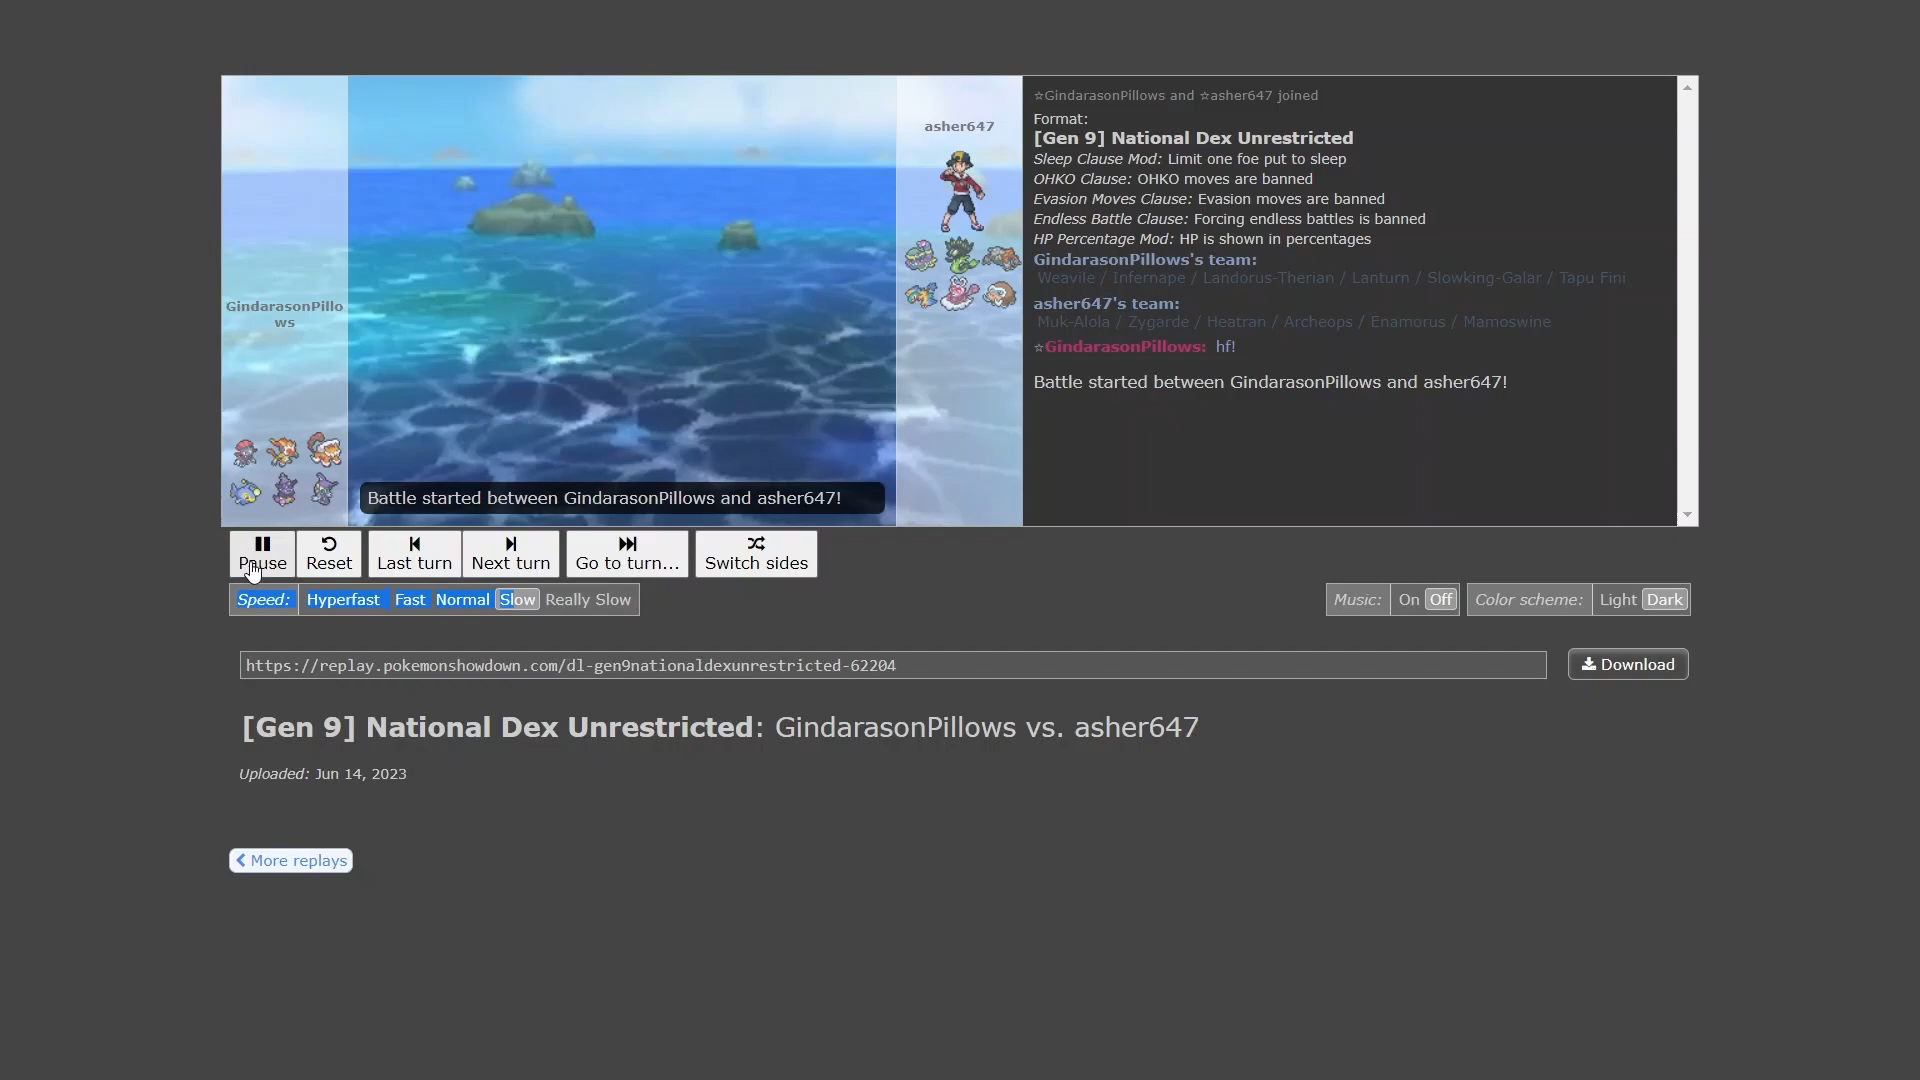 asher647
GindarasonPillo
ws
Battle started between GindarasonPillows and asher647!
☆GindarasonPillows and ☆asher647 joined
Format:
[Gen 9] National Dex Unrestricted
Sleep Clause Mod: Limit one foe put to sleep
OHKO Clause: OHKO moves are banned
Evasion Moves Clause: Evasion moves are banned
Endless Battle Clause: Forcing endless battles is banned
HP Percentage Mod: HP is shown in percentages
GindarasonPillows's team:
Weavile / Infernape / Landorus-Therian / Lanturn / Slowking-Galar / Tapu Fini
asher647's team:
Muk-Alola / Zygarde / Heatran / Archeops / Enamorus / Mamoswine
☆GindarasonPillows: hf!
Battle started between GindarasonPillows and asher647!
Pause Reset Last turn Next turn Go to turn... Switch sides
Speed: Hyperfast Fast Normal Slow Really Slow Music: On Off Color scheme: Light Dark
https://replay.pokemonshowdown.com/dl-gen9nationaldexunrestricted-62204 Download
[Gen 9] National Dex Unrestricted: GindarasonPillows vs. asher647
Uploaded: Jun 14, 2023
More replays